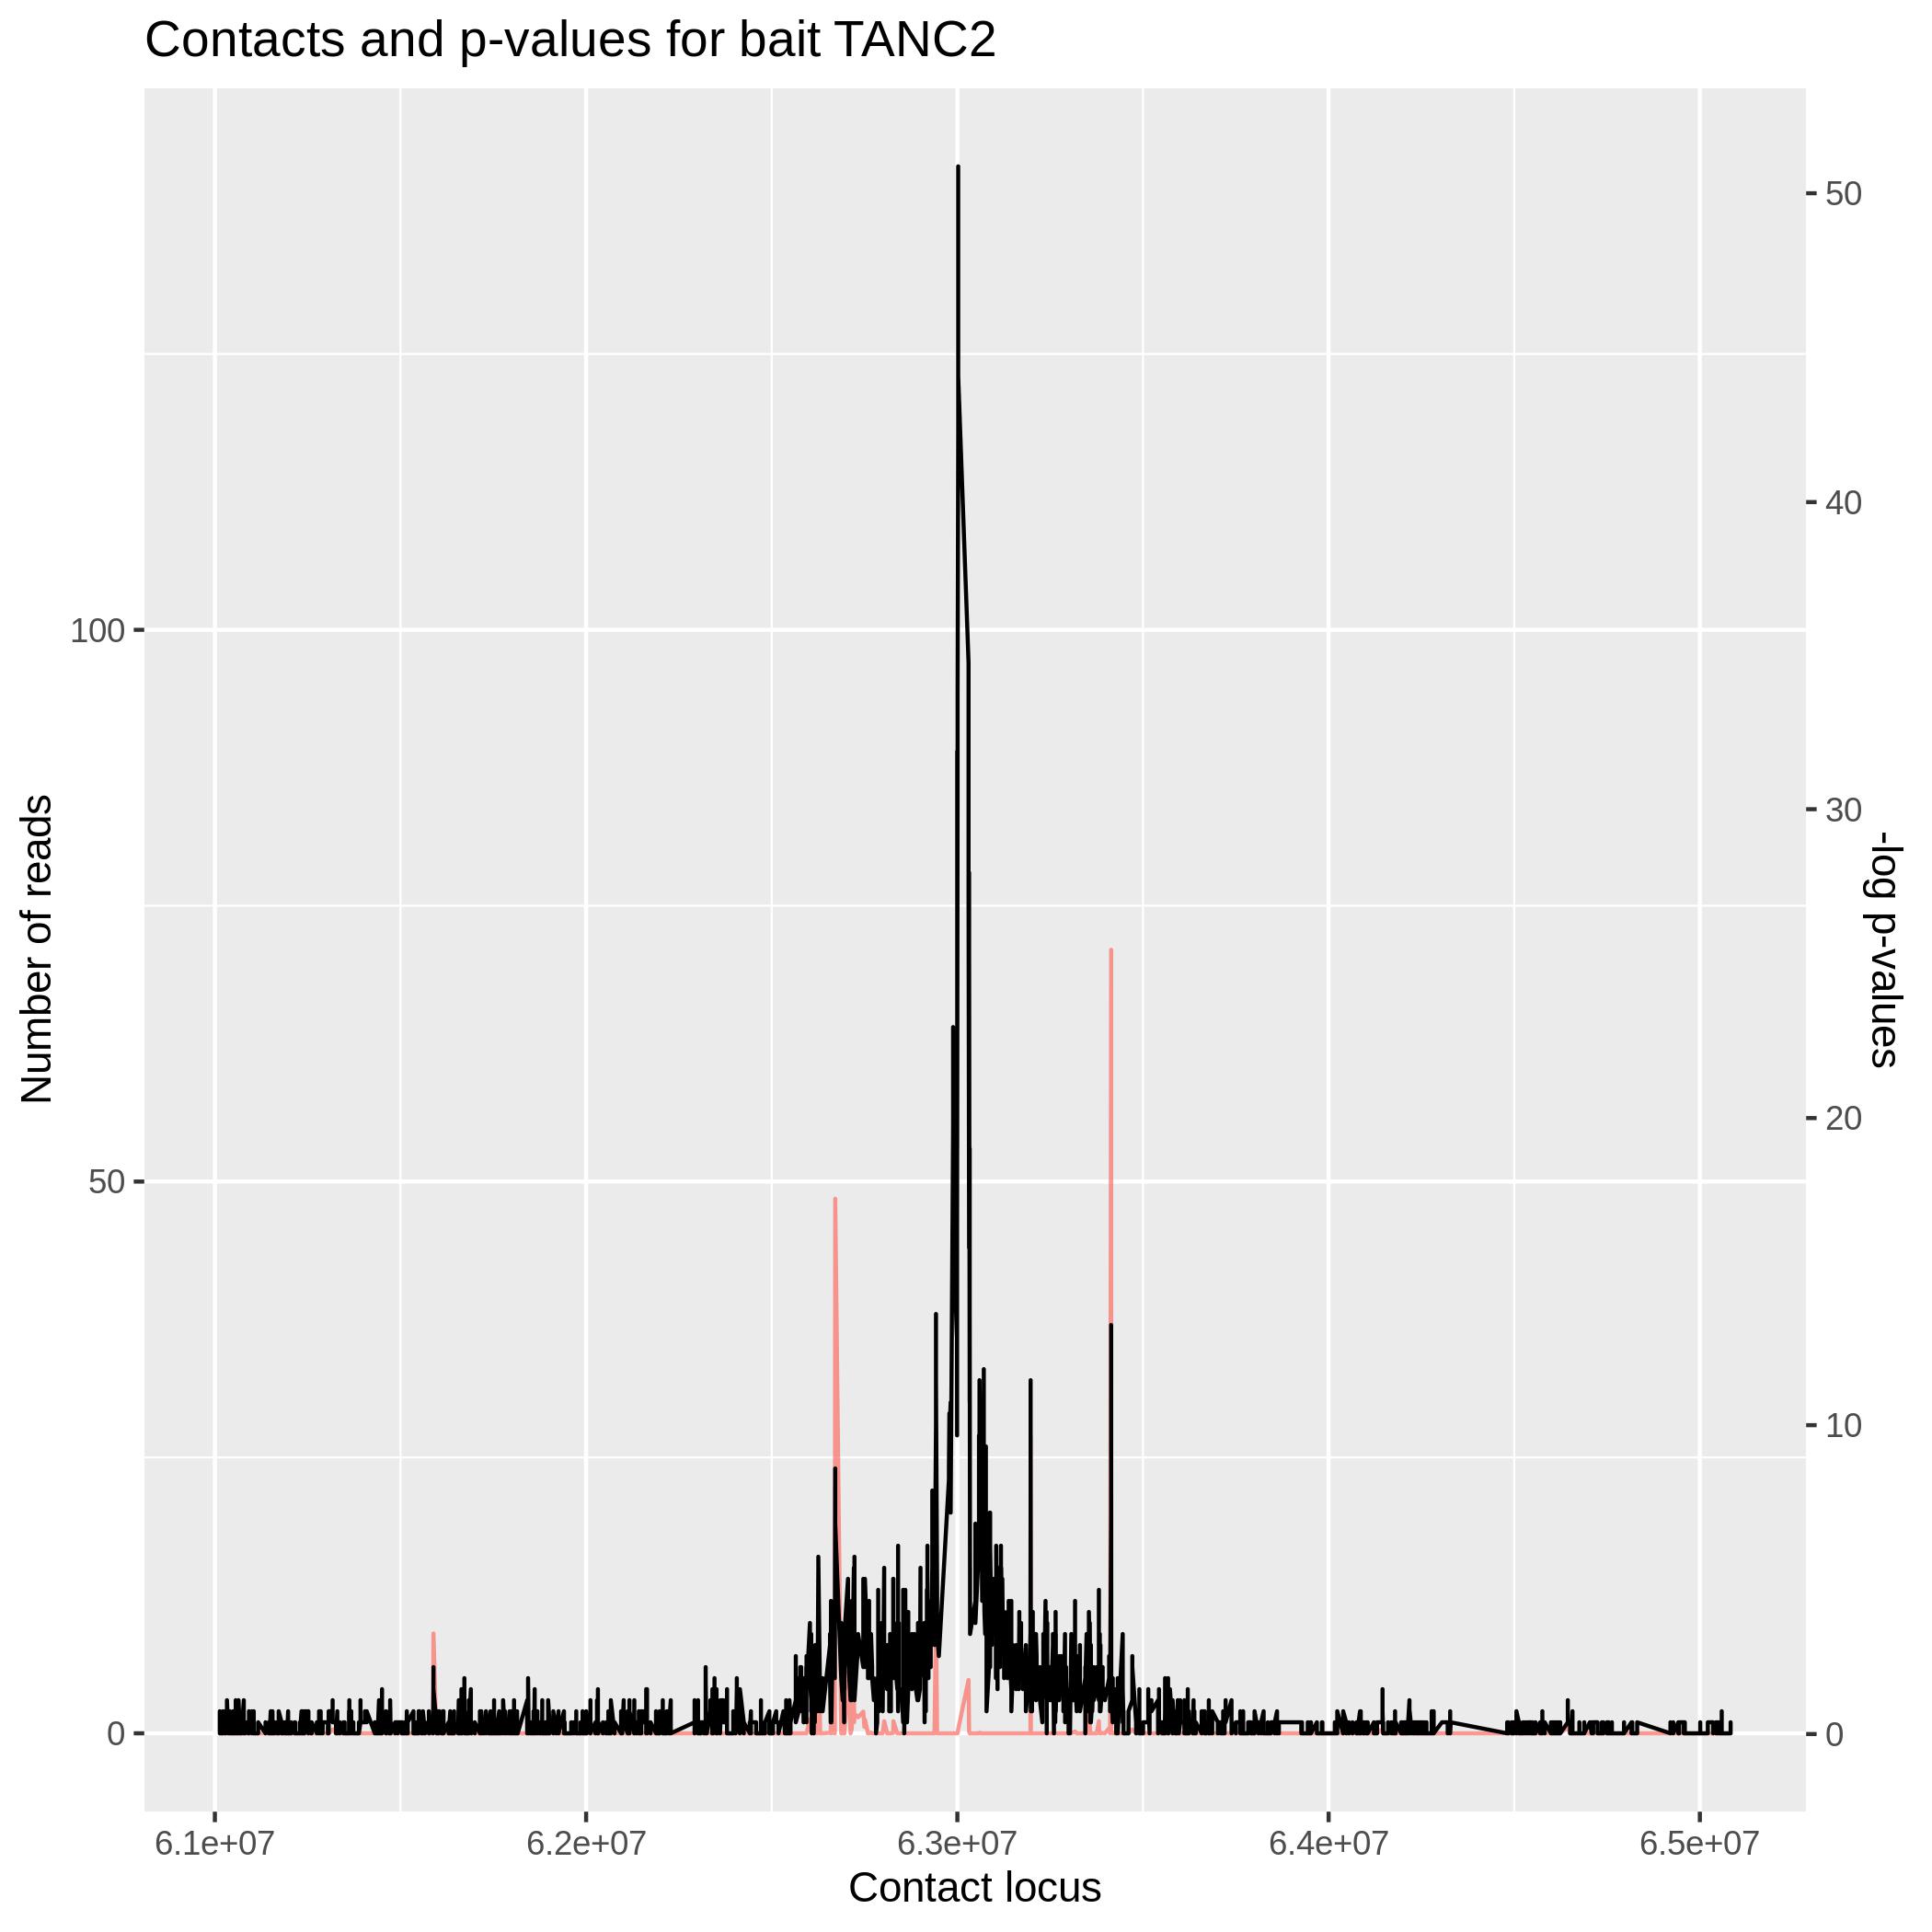 Contacts and p-values for bait TANC2
Number of reads
100
50
0
50
40
30
20
10
0
-log p-values
6.1e+07
6.2e+07
6.3e+07
6.4e+07
6.5e+07
Contact locus